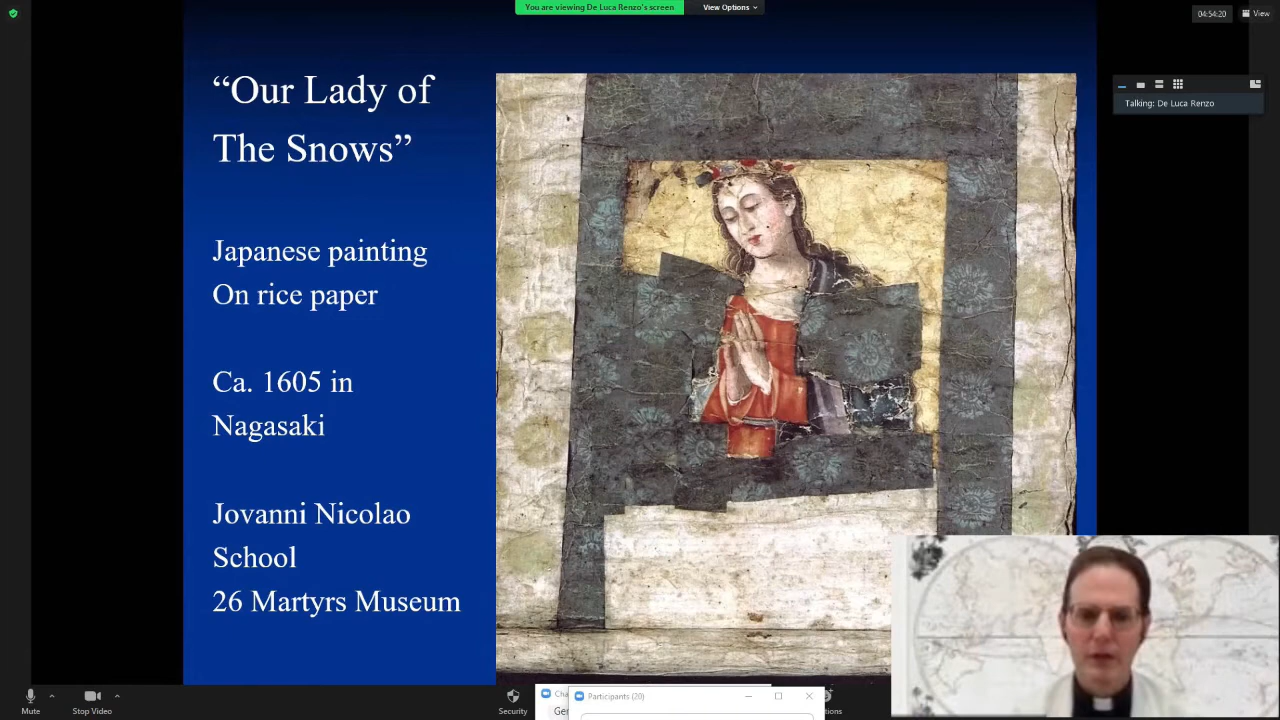 You are viewing De Luca Renzo's screen
View Options
04:54:20
View
Talking: De Luca Renzo
“Our Lady of
The Snows”
Japanese painting
On rice paper
Ca. 1605 in
Nagasaki
Jovanni Nicolao
School
26 Martyrs Museum
Mute
Stop Video
Security
Participants (20)